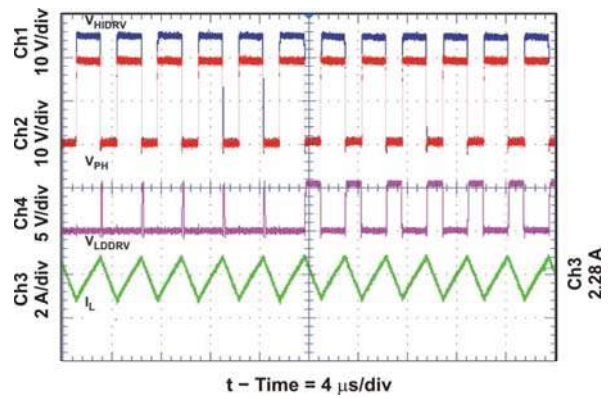 Ch1
10 V/div
Ch2
10 V/div
Ch4
5 V/div
Ch3
2 A/div
VHIDRV
VPH
VLDDRV
IL
Ch3
2.28 A
t − Time = 4 μs/div